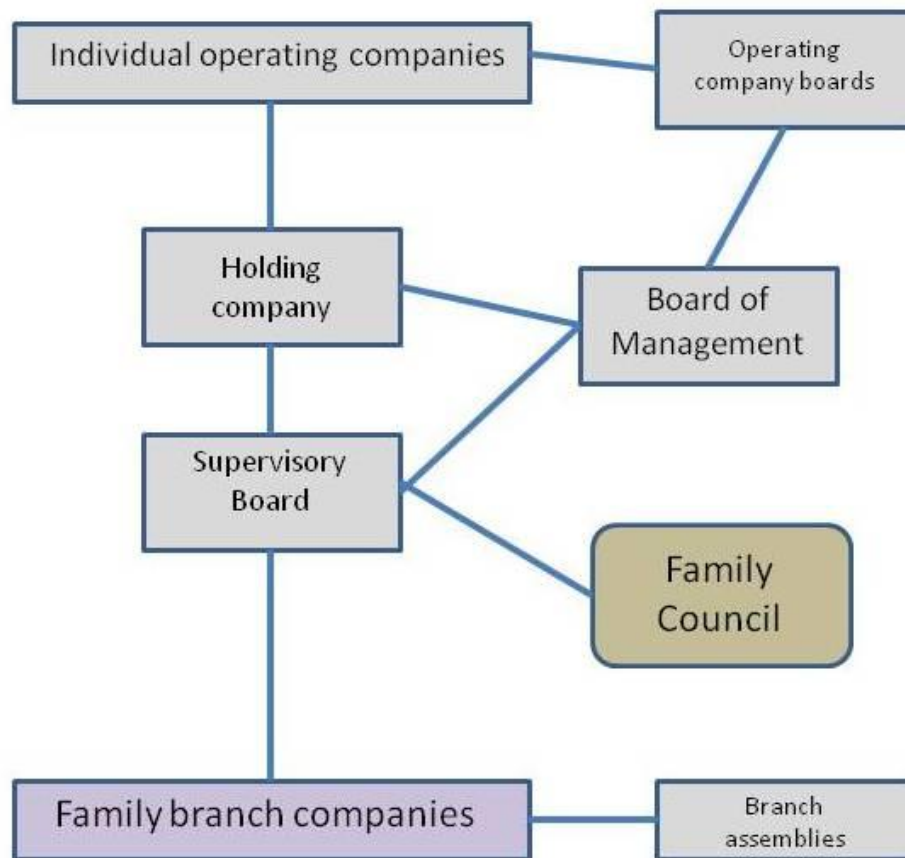 Individual operating companies
Operating
company boards
Holding
company
Board of
Management
Supervisory
Board
Family
Council
Family branch companies
Branch
assemblies